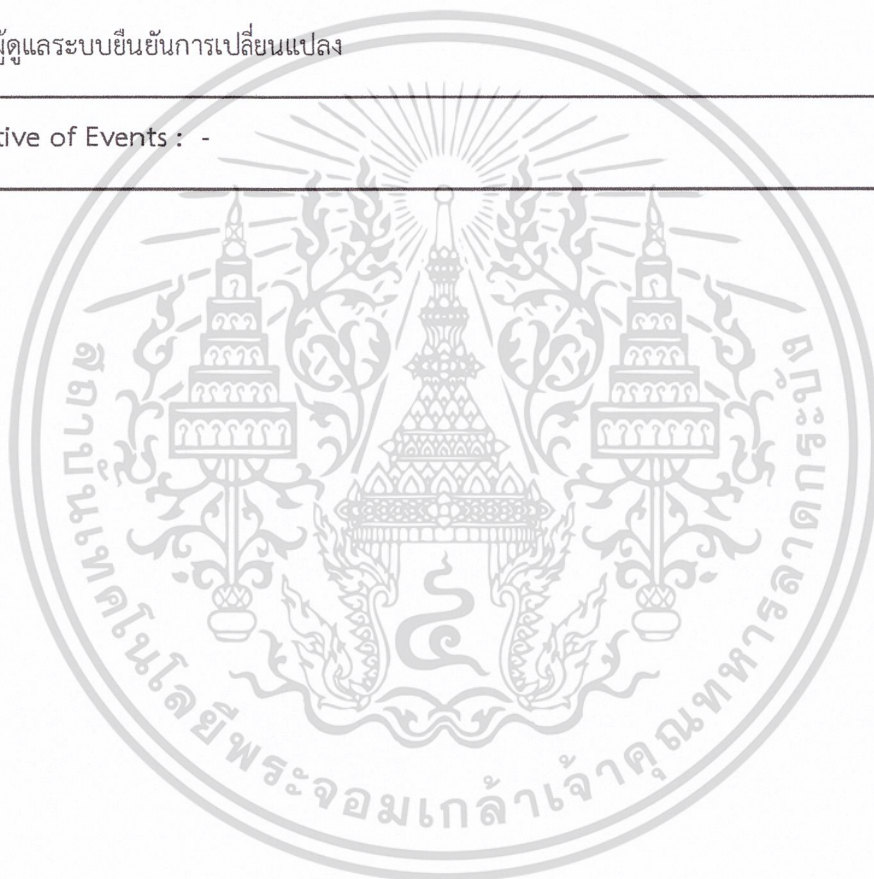 ผู้ดูแลระบบยืนยันการเปลี่ยนแปลง
tive of Events : -
สถาบันเทคโนโลยีพระจอมเกล้าเจ้าคุณทหารลาดกระบัง
๔